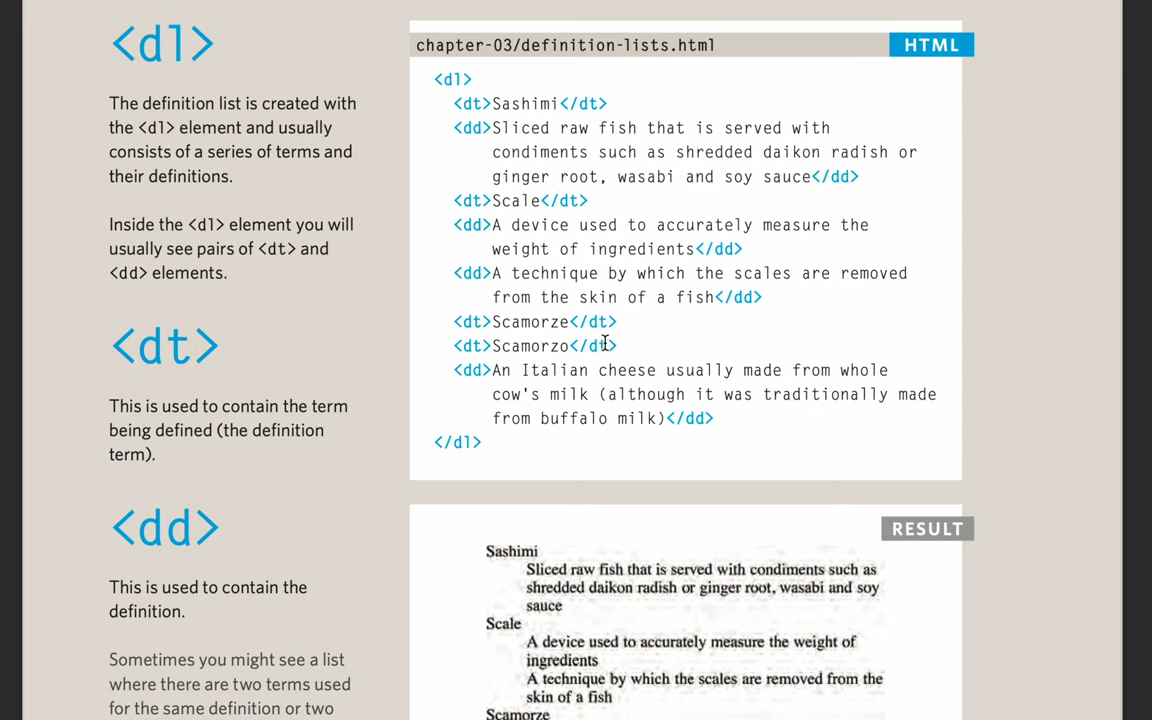 <dl>
The definition list is created with
the <dl> element and usually
consists of a series of terms and
their definitions.
Inside the <dl> element you will
usually see pairs of <dt> and
<dd> elements.
<dt>
This is used to contain the term
being defined (the definition
term).
<dd>
This is used to contain the
definition.
Sometimes you might see a list
where there are two terms used
for the same definition or two
chapter-03/definition-lists.html
HTML
<dl>
<dt>Sashimi</dt>
<dd>Sliced raw fish that is served with
condiments such as shredded daikon radish or
ginger root, wasabi and soy sauce</dd>
<dt>Scale</dt>
<dd>A device used to accurately measure the
weight of ingredients</dd>
<dd>A technique by which the scales are removed
from the skin of a fish</dd>
<dt>Scamorze</dt>
<dt>Scamorzo</dt>
<dd>An Italian cheese usually made from whole
cow's milk (although it was traditionally made
from buffalo milk)</dd>
</dl>
RESULT
Sashimi
Sliced raw fish that is served with condiments such as
shredded daikon radish or ginger root, wasabi and soy
sauce
Scale
A device used to accurately measure the weight of
ingredients
A technique by which the scales are removed from the
skin of a fish
Scamorze